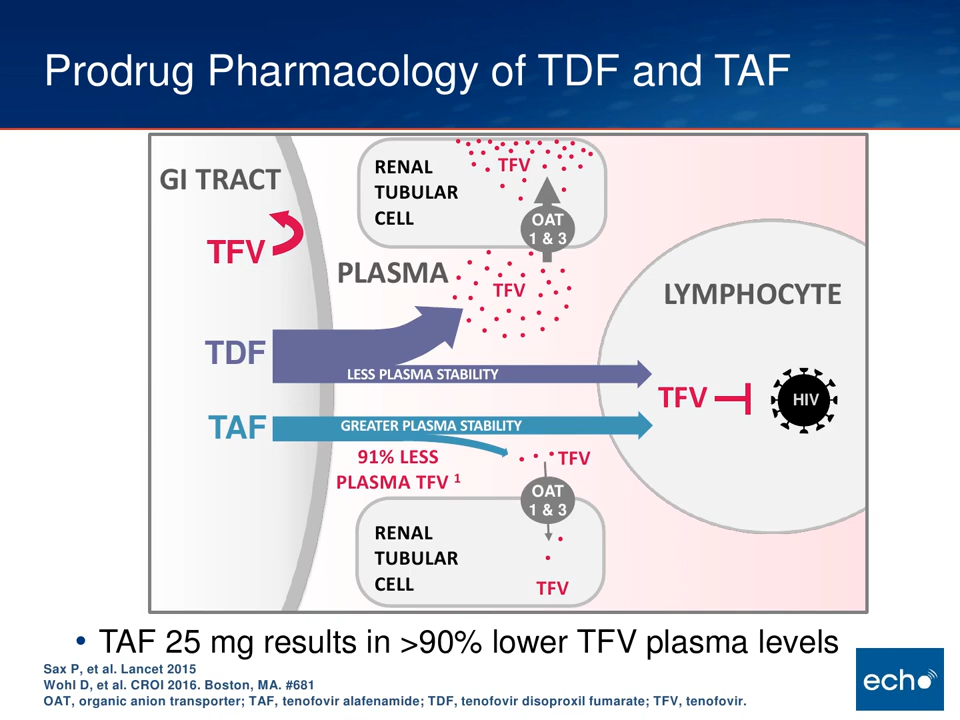 Prodrug Pharmacology of TDF and TAF
GI TRACT
RENAL
TUBULAR
CELL
TFV
OAT
1 & 3
TFV
PLASMA
TFV
LYMPHOCYTE
TDF
LESS PLASMA STABILITY
TFV
HIV
TAF
GREATER PLASMA STABILITY
91% LESS
PLASMA TFV 1
TFV
OAT
1 & 3
RENAL
TUBULAR
CELL
TFV
• TAF 25 mg results in >90% lower TFV plasma levels
Sax P, et al. Lancet 2015
Wohl D, et al. CROI 2016. Boston, MA. #681
OAT, organic anion transporter; TAF, tenofovir alafenamide; TDF, tenofovir disoproxil fumarate; TFV, tenofovir.
echo